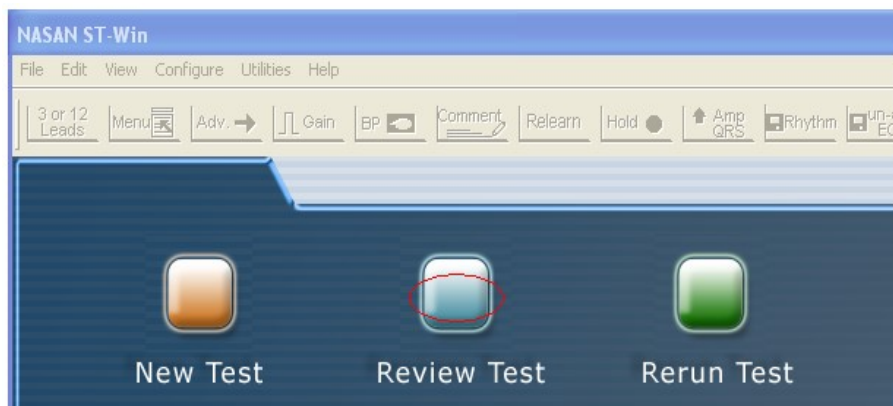 NASAN ST-Win
File Edit View Configure Utilities Help
3 or 12 Leads Menu Adv. Gain BP Comment Relearn Hold Amp QRS Rhythm
New Test Review Test Rerun Test